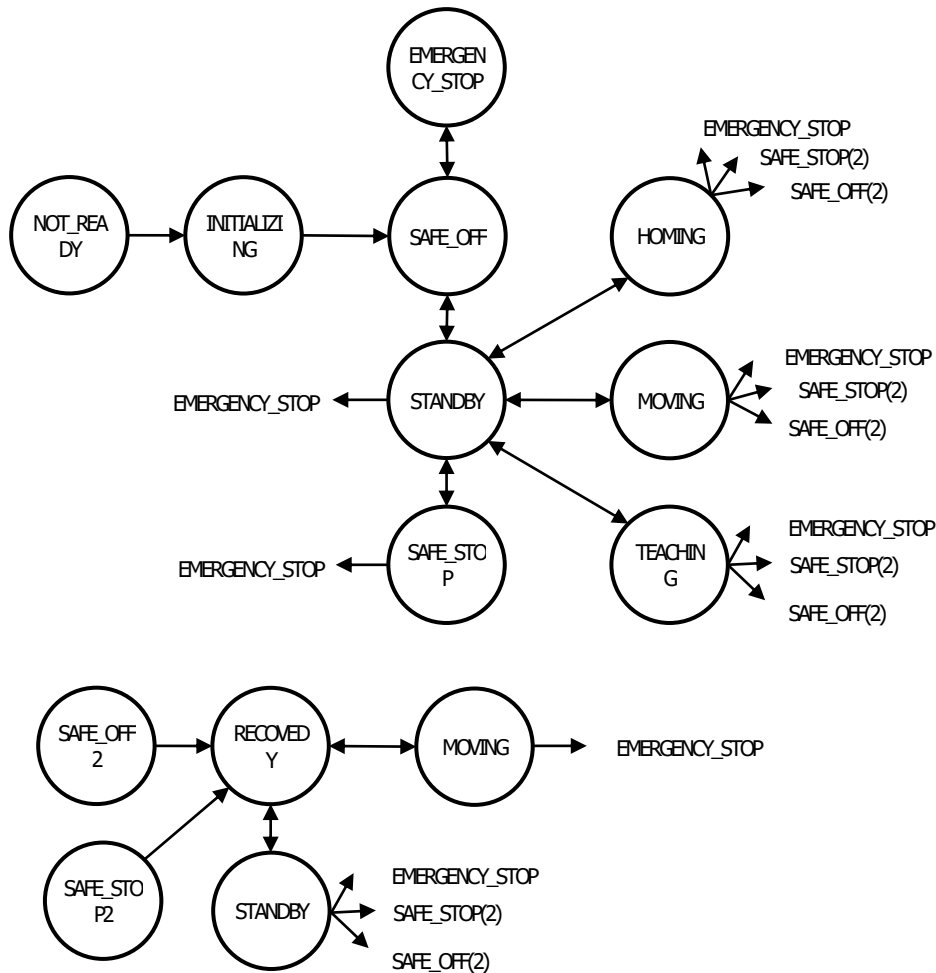 EMERGEN
CY_STOP
EMERGENCY_STOP
SAFE_STOP(2)
SAFE_OFF(2)
NOT_REA
DY
INITIALIZI
NG
SAFE_OFF
HOMING
EMERGENCY_STOP
STANDBY
MOVING
EMERGENCY_STOP
SAFE_STOP(2)
SAFE_OFF(2)
EMERGENCY_STOP
SAFE_STO
P
TEACHIN
G
EMERGENCY_STOP
SAFE_STOP(2)
SAFE_OFF(2)
SAFE_OFF
2
RECOVED
Y
MOVING
EMERGENCY_STOP
SAFE_STO
P2
STANDBY
EMERGENCY_STOP
SAFE_STOP(2)
SAFE_OFF(2)